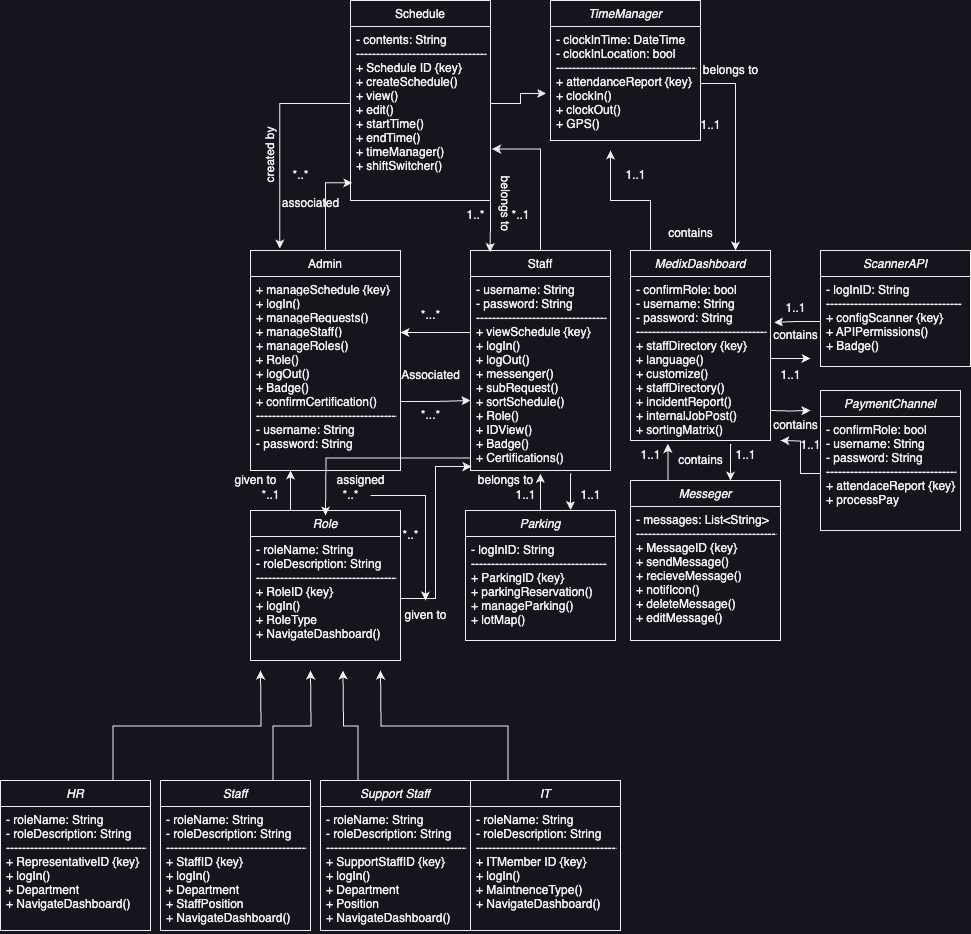 Schedule
- contents: String
+ Schedule ID {key}
+ createSchedule()
+ view()
+ edit()
+ startTime()
+ endTime()
+ timeManager()
+ shiftSwitcher()
TimeManager
- clockInTime: DateTime
- clockInLocation: bool
+ attendanceReport {key}
+ clockIn()
+ clockOut()
+ GPS()
belongs to
1..1
created by
*..*
associated
1..*
belongs to
*..1
1..1
contains
Admin
+ manageSchedule {key}
+ logIn()
+ manageRequests()
+ manageStaff()
+ manageRoles()
+ Role()
+ logOut()
+ Badge()
+ confirmCertification()
- username: String
- password: String
*...*
Associated
*...*
Staff
- username: String
- password: String
+ viewSchedule {key}
+ logIn()
+ logOut()
+ messenger()
+ subRequest()
+ sortSchedule()
+ Role()
+ IDView()
+ Badge()
+ Certifications()
MedixDashboard
- confirmRole: bool
- username: String
- password: String
+ staffDirectory {key}
+ language()
+ customize()
+ staffDirectory()
+ incidentReport()
+ internalJobPost()
+ sortingMatrix()
ScannerAPI
- logInID: String
+ configScanner {key}
+ APIPermissions()
+ Badge()
1..1
contains
1..1
contains
1..1
PaymentChannel
- confirmRole: bool
- username: String
- password: String
+ attendaceReport {key}
+ processPay
given to
*..1
assigned
*..*
*..*
given to
belongs to
1..1
1..1
1..1
contains
1..1
Role
- roleName: String
- roleDescription: String
+ RoleID {key}
+ logIn()
+ RoleType
+ NavigateDashboard()
Parking
- logInID: String
+ ParkingID {key}
+ parkingReservation()
+ manageParking()
+ lotMap()
Messeger
- messages: List<String>
+ MessageID {key}
+ sendMessage()
+ recieveMessage()
+ notifIcon()
+ deleteMessage()
+ editMessage()
HR
- roleName: String
- roleDescription: String
+ RepresentativeID {key}
+ logIn()
+ Department
+ NavigateDashboard()
Staff
- roleName: String
- roleDescription: String
+ StaffID {key}
+ logIn()
+ Department
+ StaffPosition
+ NavigateDashboard()
Support Staff
- roleName: String
- roleDescription: String
+ SupportStaffID {key}
+ logIn()
+ Department
+ Position
+ NavigateDashboard()
IT
- roleName: String
- roleDescription: String
+ ITMember ID {key}
+ logIn()
+ MaintnenceType()
+ NavigateDashboard()